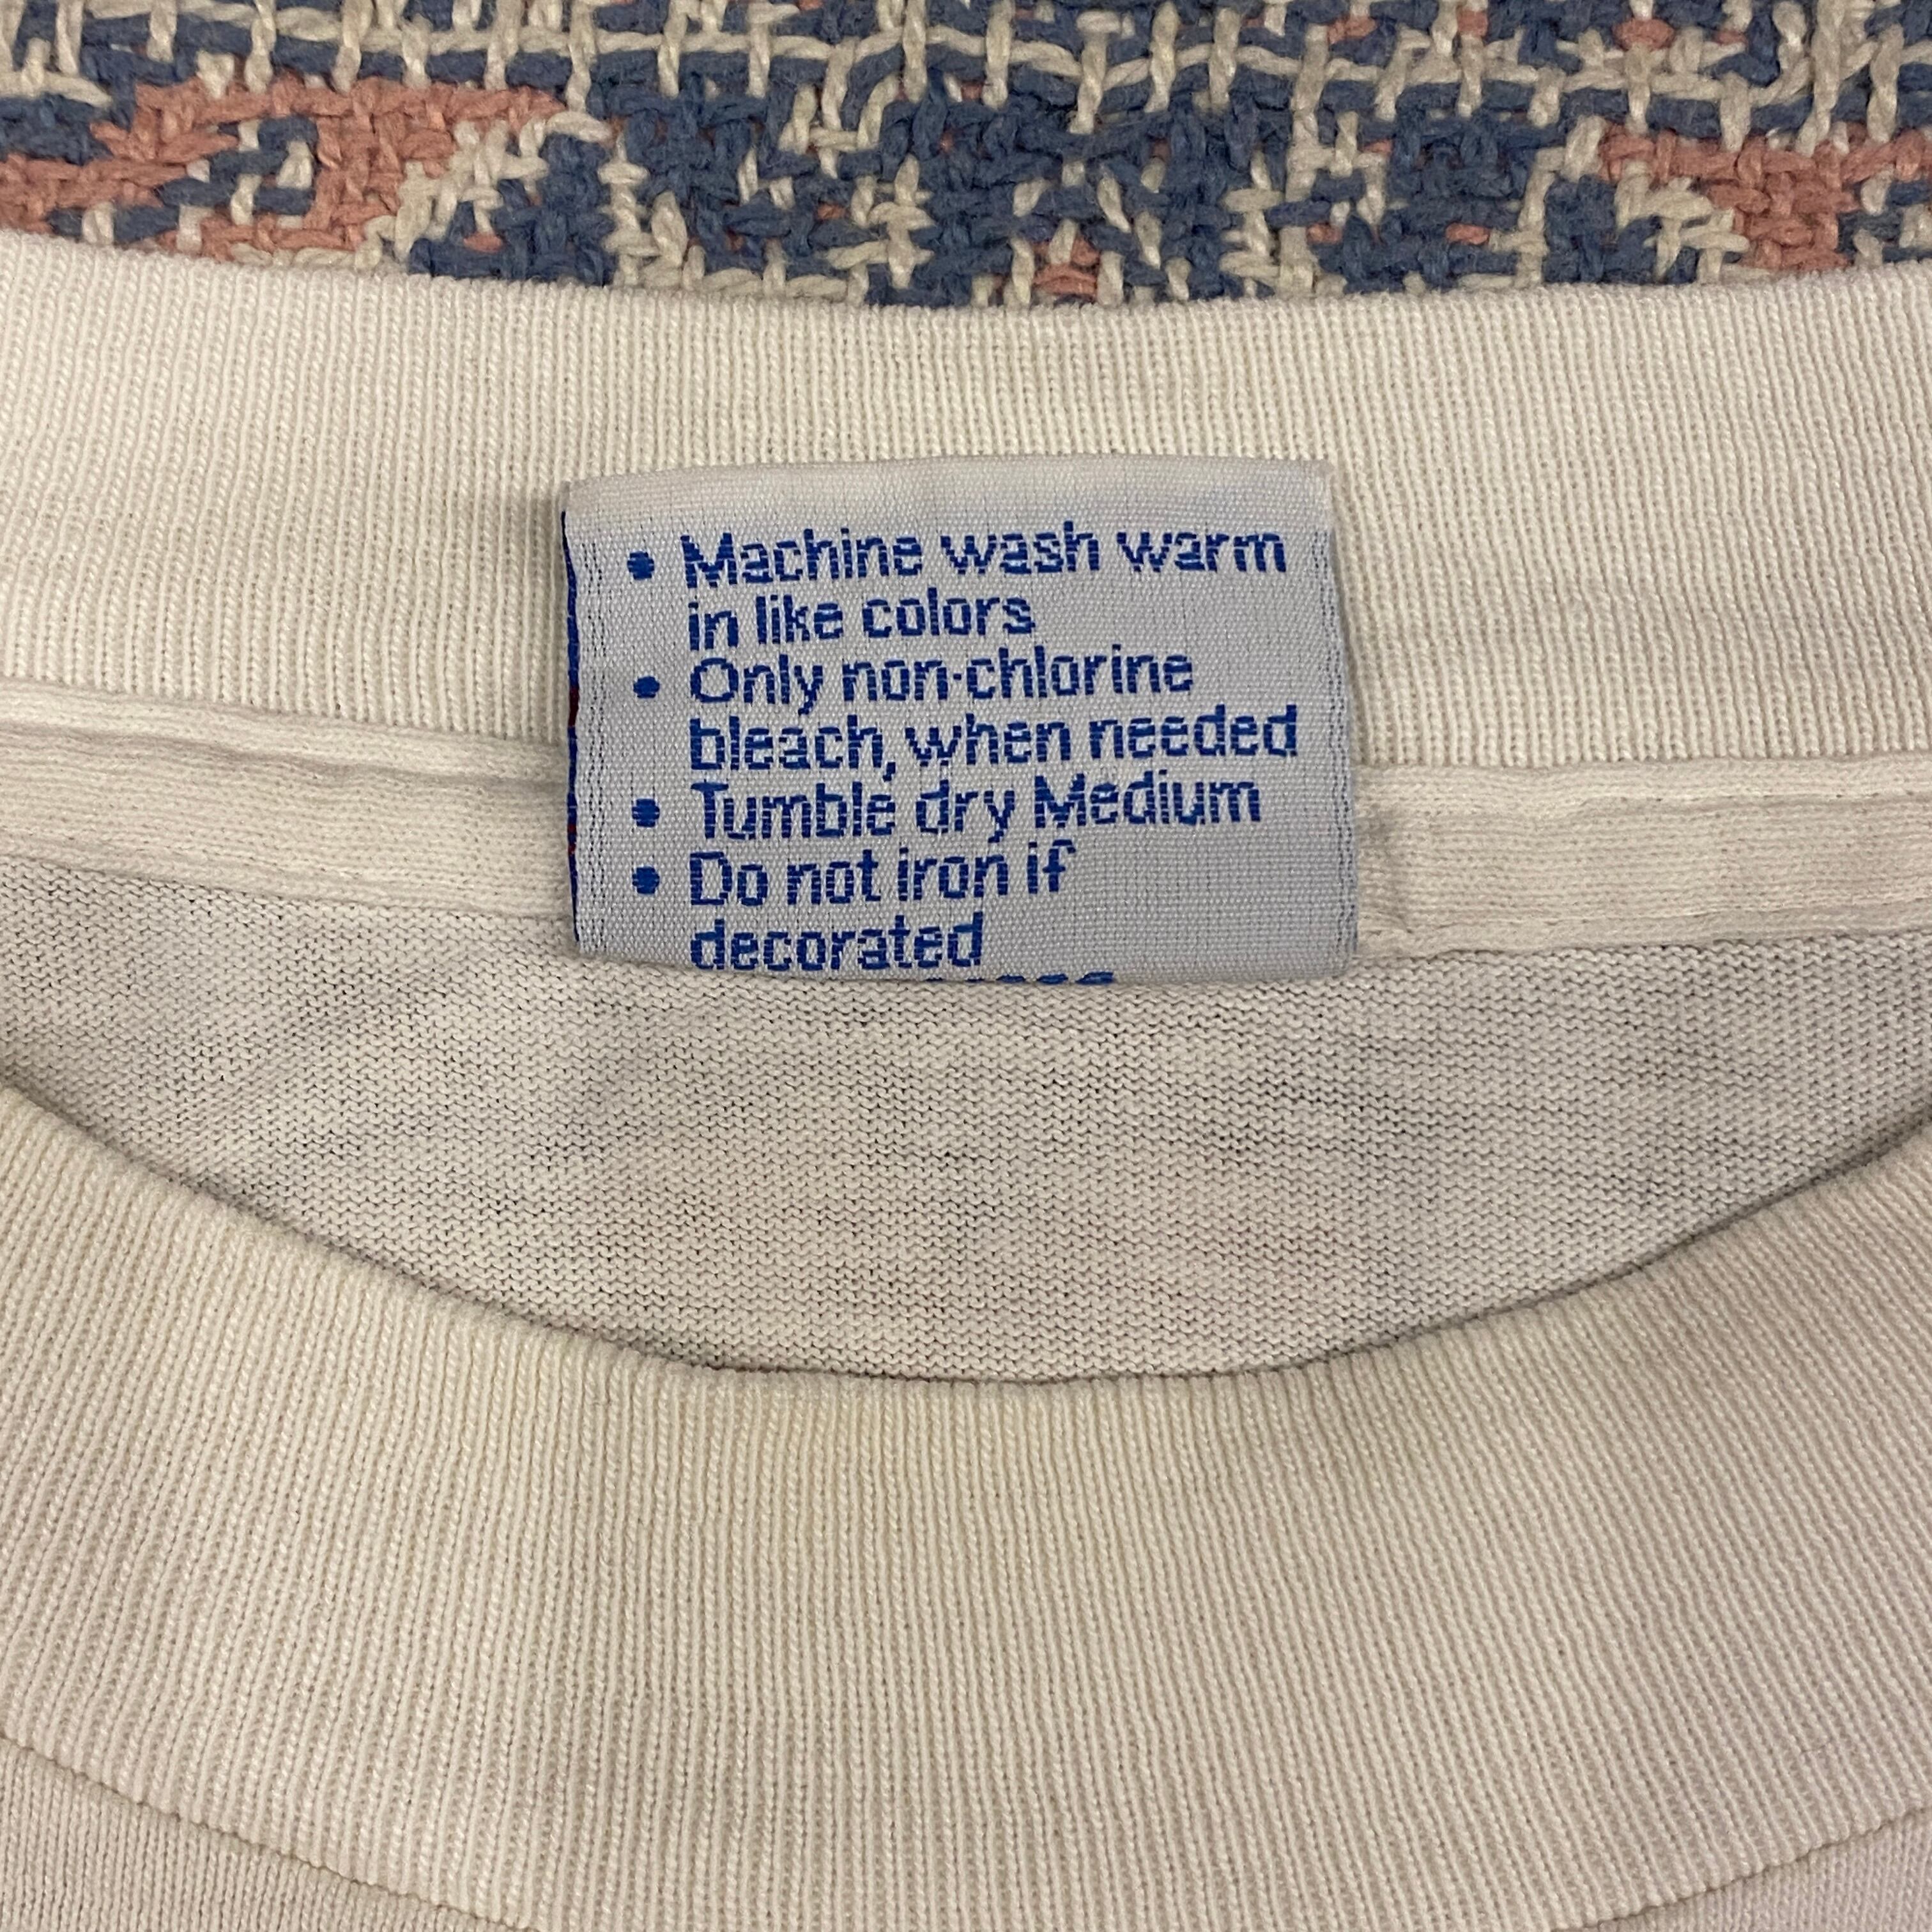 • Machine wash warm
in like colors
• Only non-chlorine
bleach, when needed
• Tumble dry Medium
• Do not iron if
decorated